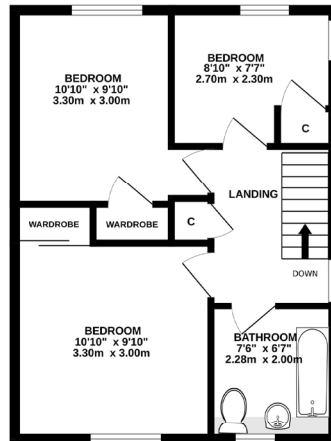 BEDROOM
10'10" x 9'10"
3.30m x 3.00m
BEDROOM
8'10" x 7'7"
2.70m x 2.30m
C
LANDING
WARDROBE
WARDROBE
C
DOWN
BEDROOM
10'10" x 9'10"
3.30m x 3.00m
BATHROOM
7'6" x 6'7"
2.28m x 2.00m